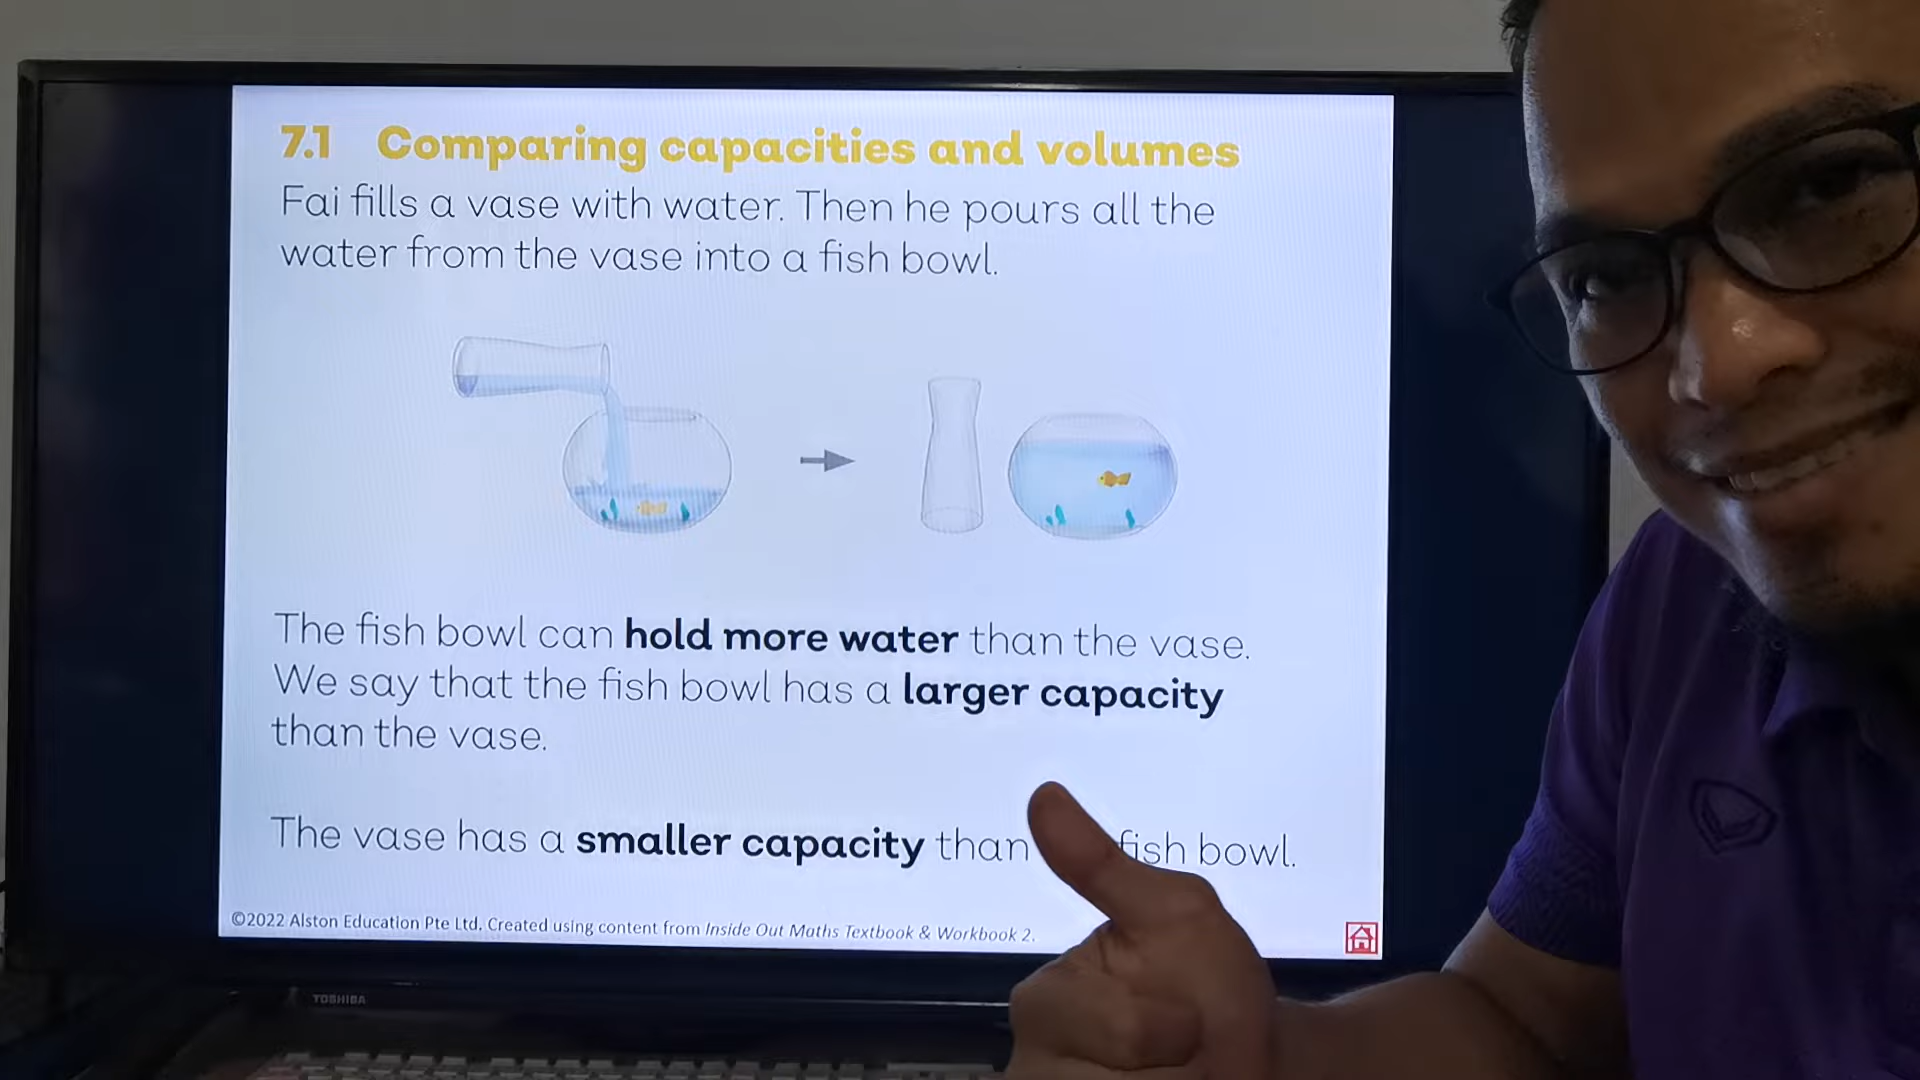 7.1 Comparing capacities and volumes
Fai fills a vase with water. Then he pours all the
water from the vase into a fish bowl.
The fish bowl can hold more water than the vase.
We say that the fish bowl has a larger capacity
than the vase.
The vase has a smaller capacity than fish bowl.
©2022 Alston Education Pte Ltd. Created using content from Inside Out Maths Textbook & Workbook 2.
TOSHIBA